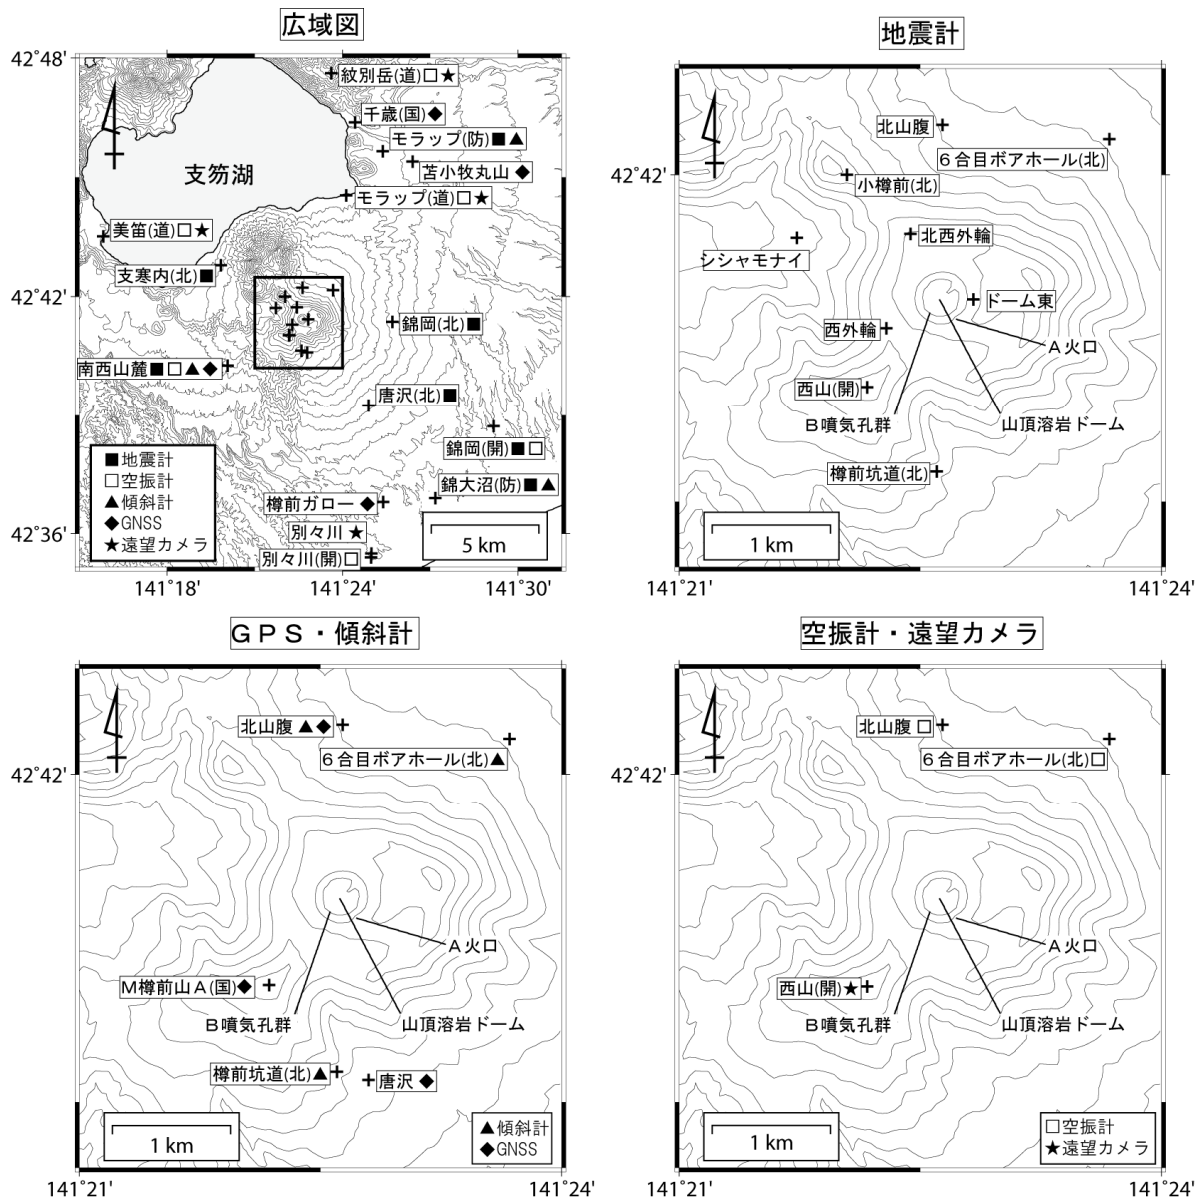 広域図
42°48'
42°42'
42°36'
141°18'
141°24'
141°30'
紋別岳(道)□★
千歳(国)◆
モラップ(防)■▲
苫小牧丸山 ◆
モラップ(道)□★
支笏湖
美笛(道)□★
支寒内(北)■
錦岡(北)■
南西山麓■□▲◆
唐沢(北)■
錦岡(開)■□
錦大沼(防)■▲
樽前ガロー◆
別々川 ★
別々川(開)□
■地震計
□空振計
▲傾斜計
◆GNSS
★遠望カメラ
5 km
地震計
42°42'
141°21'
141°24'
北山腹
6合目ボアホール(北)
小樽前(北)
北西外輪
シシャモナイ
ドーム東
西外輪
A火口
西山(開)
B噴気孔群
山頂溶岩ドーム
樽前坑道(北)
1 km
GPS・傾斜計
42°42'
141°21'
141°24'
北山腹▲◆
6合目ボアホール(北)▲
A火口
M樽前山A(国)◆
B噴気孔群
山頂溶岩ドーム
樽前坑道(北)▲
唐沢 ◆
1 km
▲傾斜計
◆GNSS
空振計・遠望カメラ
42°42'
141°21'
141°24'
北山腹□
6合目ボアホール(北)□
A火口
西山(開)★
B噴気孔群
山頂溶岩ドーム
1 km
□空振計
★遠望カメラ